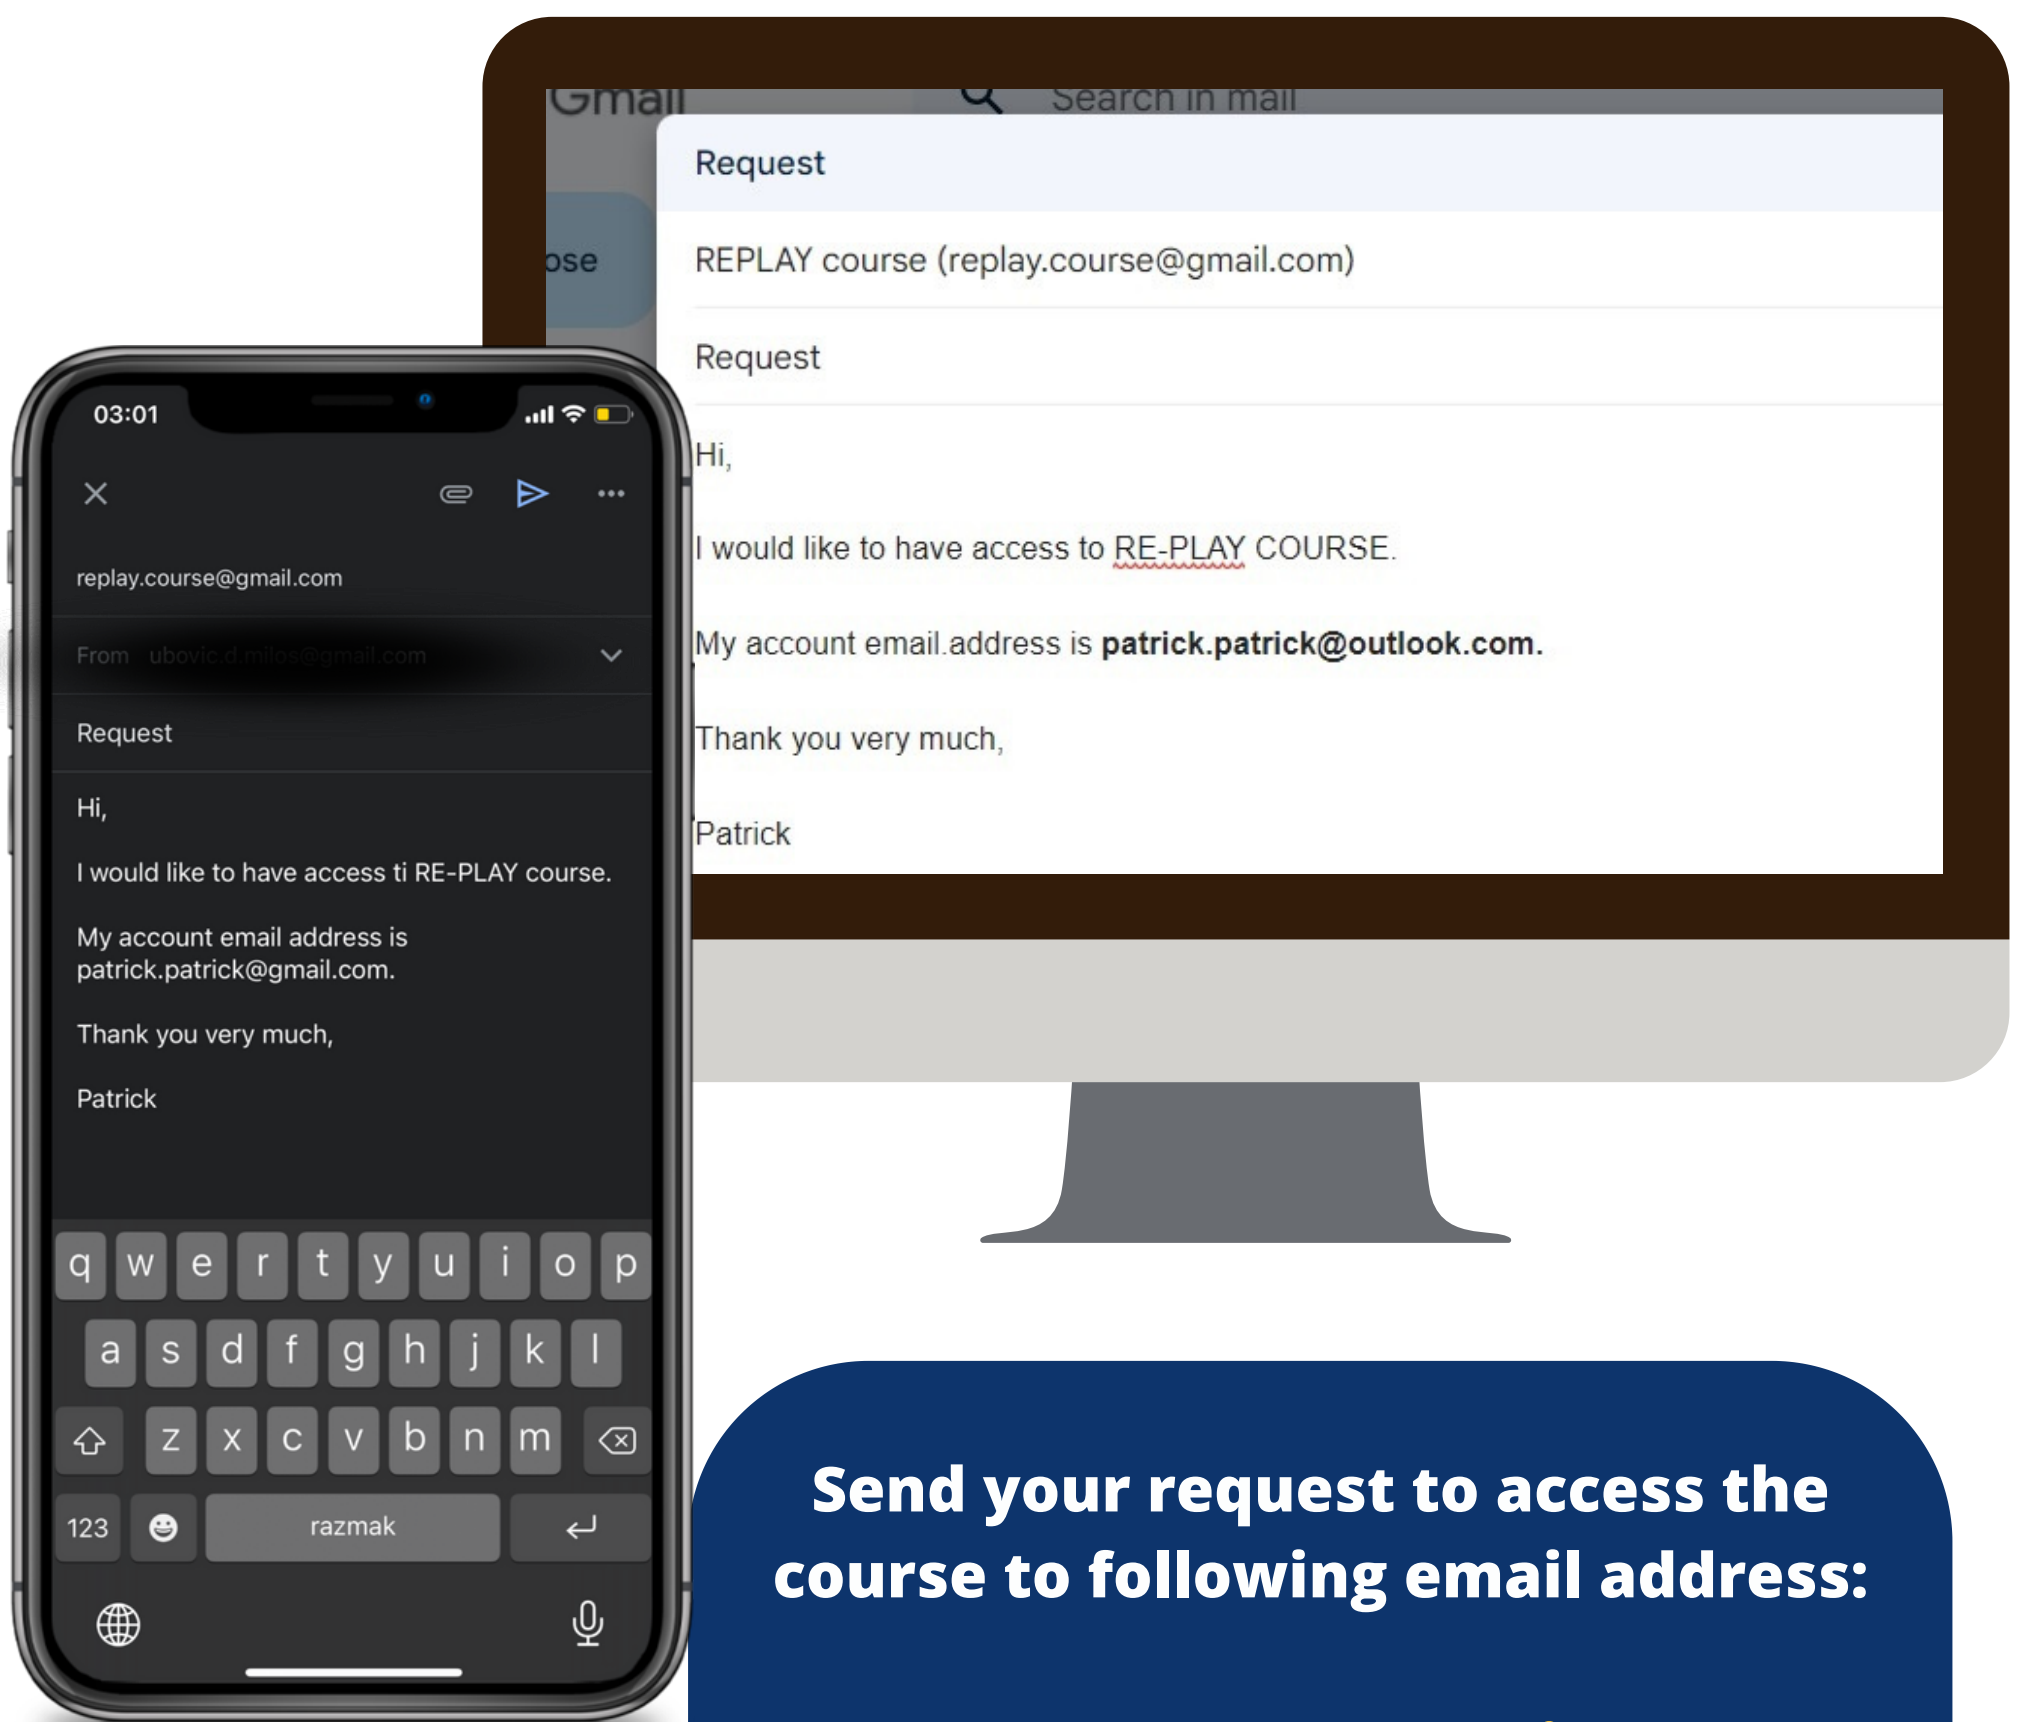 Gmail
Search in mail
Request
ose
REPLAY course (replay.course@gmail.com)
Request
Hi,
I would like to have access to RE-PLAY COURSE.
My account email.address is patrick.patrick@outlook.com.
Thank you very much,
Patrick
03:01
replay.course@gmail.com
From ubovic.d.milos@gmail.com
Request
Hi,
I would like to have access ti RE-PLAY course.
My account email address is
patrick.patrick@gmail.com.
Thank you very much,
Patrick
q w e r t y u i o p
a s d f g h j k l
z x c v b n m
123 razmak
Send your request to access the
course to following email address: